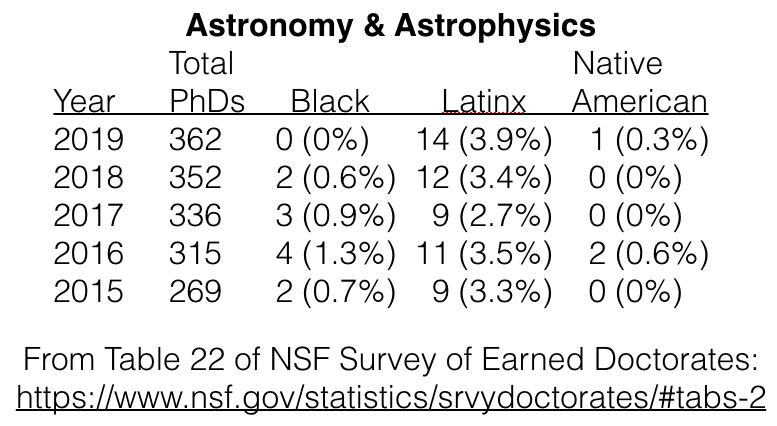 Astronomy & Astrophysics
Total Native
Year PhDs Black Latinx American
2019 362 0 (0%) 14 (3.9%) 1 (0.3%)
2018 352 2 (0.6%) 12 (3.4%) 0 (0%)
2017 336 3 (0.9%) 9 (2.7%) 0 (0%)
2016 315 4 (1.3%) 11 (3.5%) 2 (0.6%)
2015 269 2 (0.7%) 9 (3.3%) 0 (0%)
From Table 22 of NSF Survey of Earned Doctorates:
https://www.nsf.gov/statistics/srvydoctorates/#tabs-2